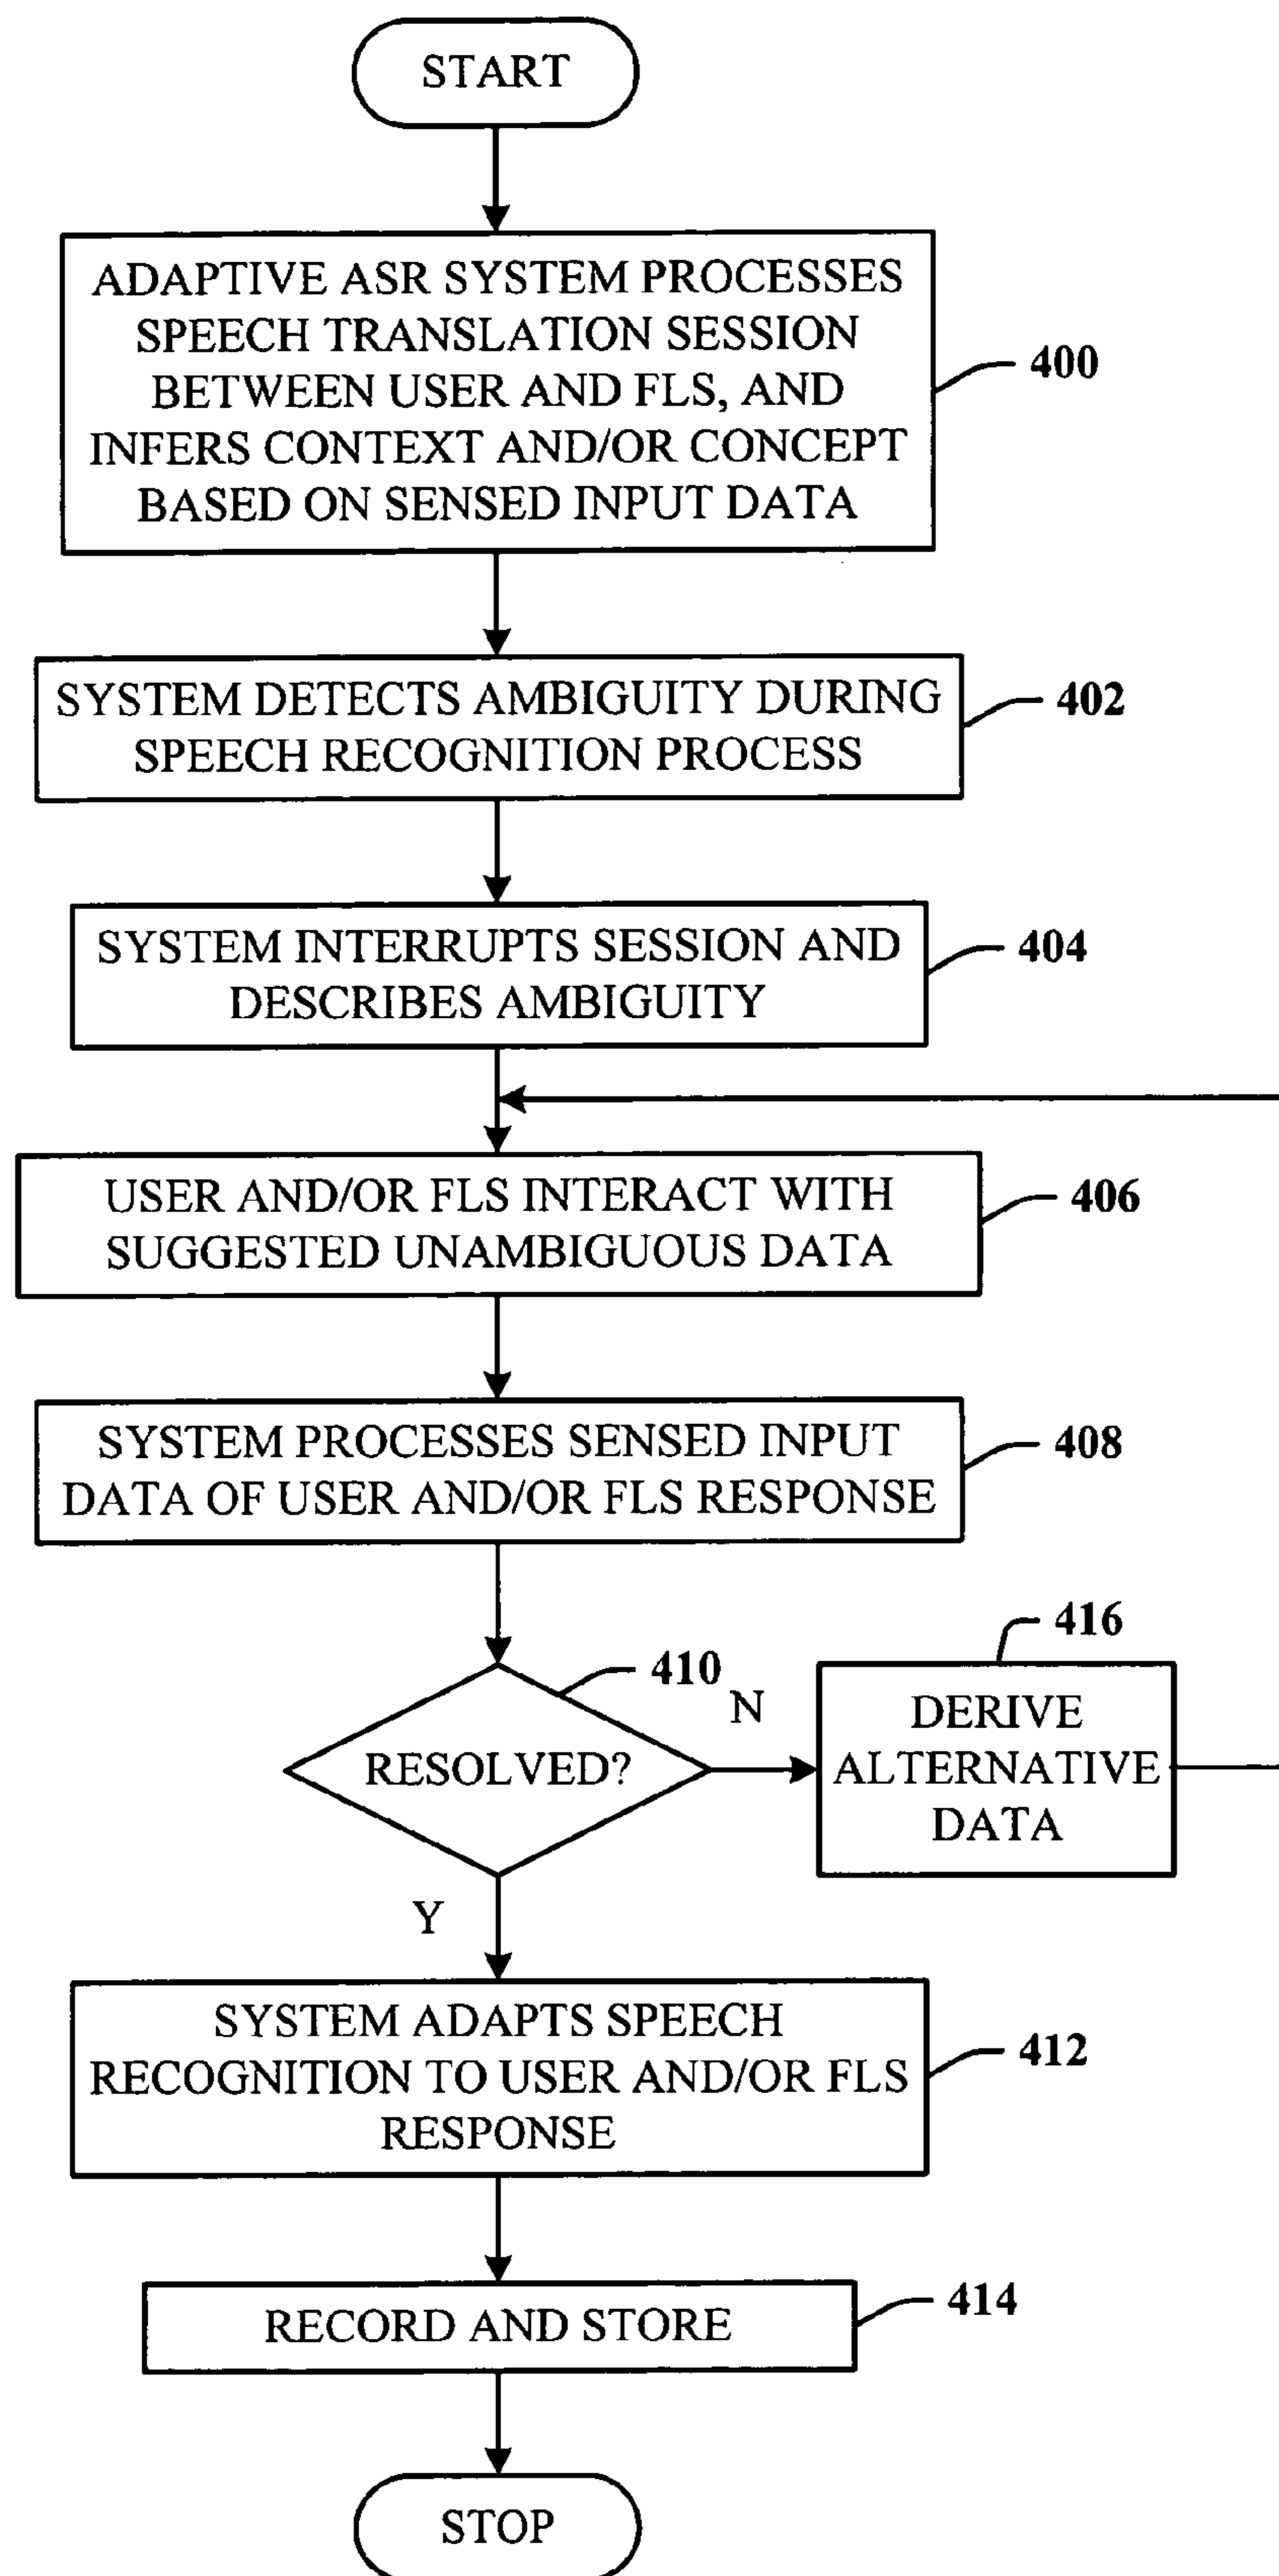 START
ADAPTIVE ASR SYSTEM PROCESSES
SPEECH TRANSLATION SESSION
BETWEEN USER AND FLS, AND
INFERS CONTEXT AND/OR CONCEPT
BASED ON SENSED INPUT DATA
400
SYSTEM DETECTS AMBIGUITY DURING
SPEECH RECOGNITION PROCESS
402
SYSTEM INTERRUPTS SESSION AND
DESCRIBES AMBIGUITY
404
USER AND/OR FLS INTERACT WITH
SUGGESTED UNAMBIGUOUS DATA
406
SYSTEM PROCESSES SENSED INPUT
DATA OF USER AND/OR FLS RESPONSE
408
RESOLVED?
410
N
DERIVE
ALTERNATIVE
DATA
416
Y
SYSTEM ADAPTS SPEECH
RECOGNITION TO USER AND/OR FLS
RESPONSE
412
RECORD AND STORE
414
STOP